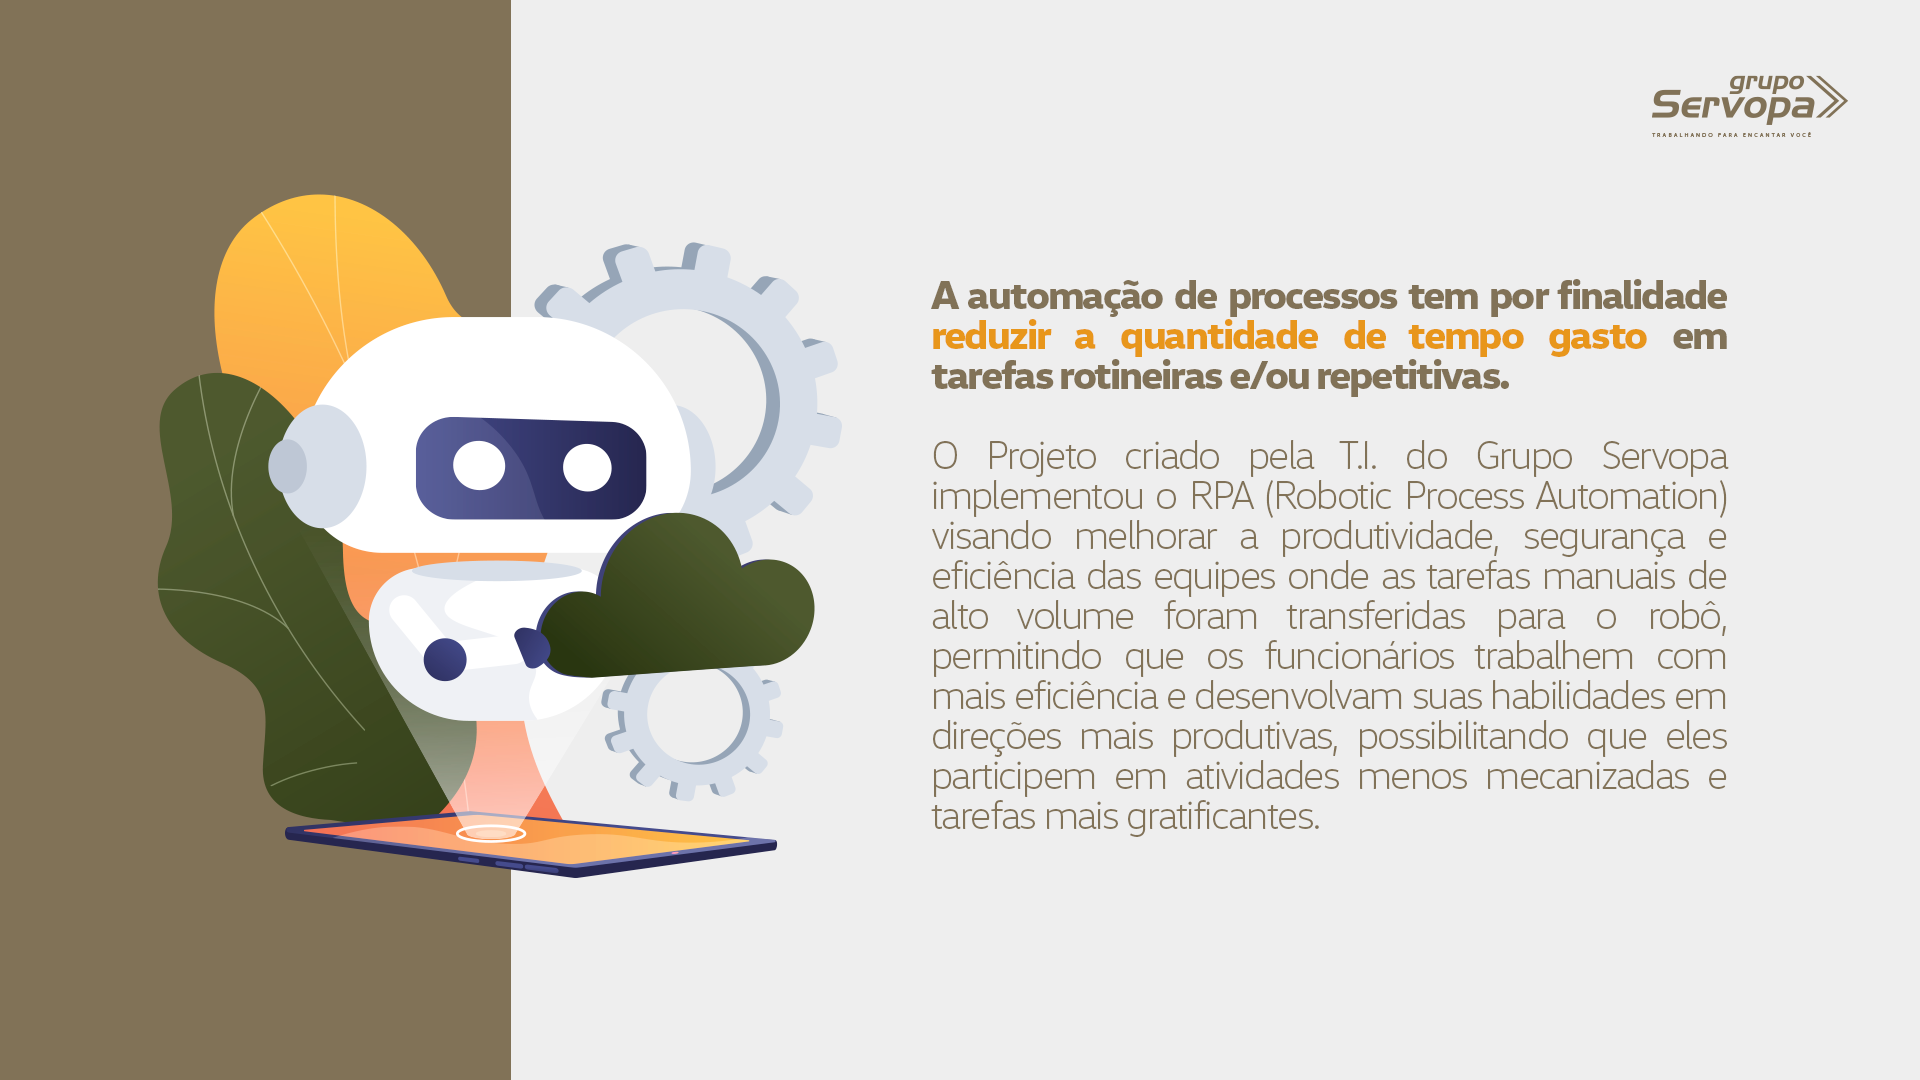 grupo
Servopa
TRABALHANDO PARA ENCANTAR VOCÊ
A automação de processos tem por finalidade
reduzir a quantidade de tempo gasto em
tarefas rotineiras e/ou repetitivas.
O Projeto criado pela T.I. do Grupo Servopa
implementou o RPA (Robotic Process Automation)
visando melhorar a produtividade, segurança e
eficiência das equipes onde as tarefas manuais de
alto volume foram transferidas para o robô,
permitindo que os funcionários trabalhem com
mais eficiência e desenvolvam suas habilidades em
direções mais produtivas, possibilitando que eles
participem em atividades menos mecanizadas e
tarefas mais gratificantes.